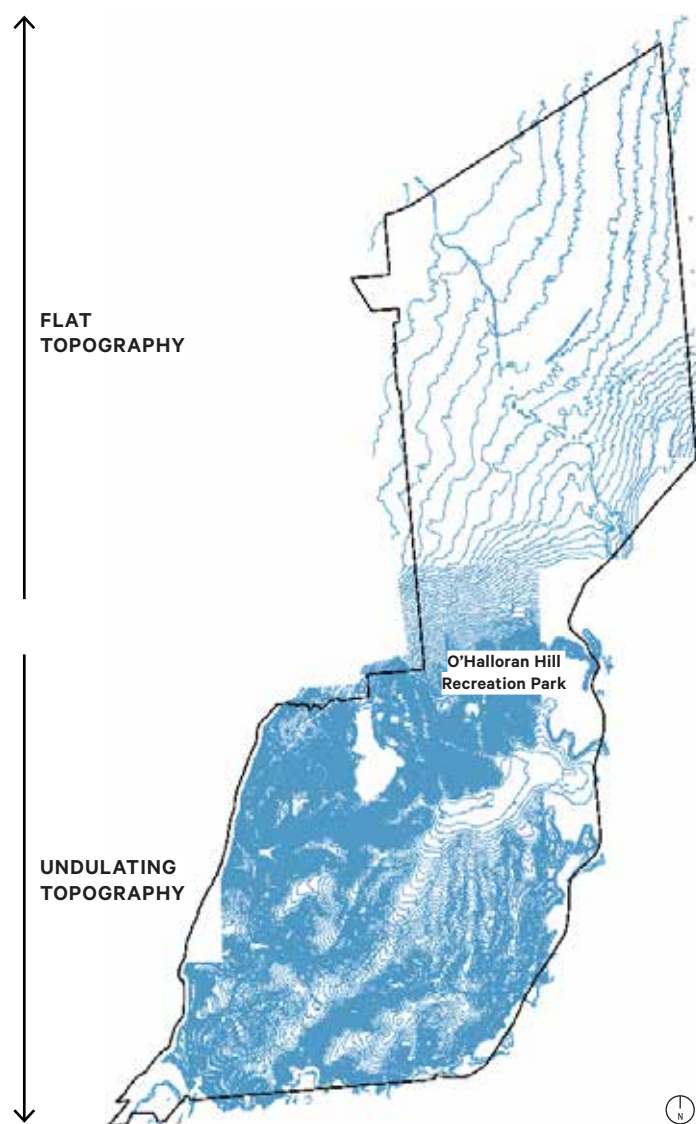 FLAT
TOPOGRAPHY
O'Halloran Hill
Recreation Park
UNDULATING
TOPOGRAPHY
N